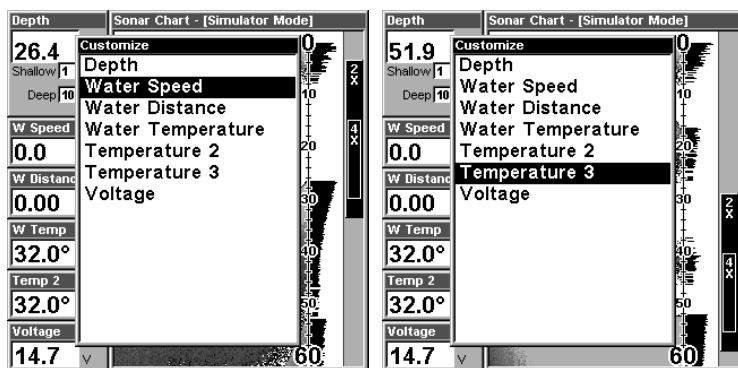 Depth
Sonar Chart - [Simulator Mode]
26.4
Shallow 1
Deep 10
W Speed
0.0
W Distanc
0.00
W Temp
32.0°
Temp 2
32.0°
Voltage
14.7
V
Customize
Depth
Water Speed
Water Distance
Water Temperature
Temperature 2
Temperature 3
Voltage
0
10
20
30
40
50
60
2X
4X
Depth
Sonar Chart - [Simulator Mode]
51.9
Shallow 1
Deep 10
W Speed
0.0
W Distanc
0.00
W Temp
32.0°
Temp 2
32.0°
Voltage
14.7
V
Customize
Depth
Water Speed
Water Distance
Water Temperature
Temperature 2
Temperature 3
Voltage
0
10
20
30
40
50
60
2X
4X